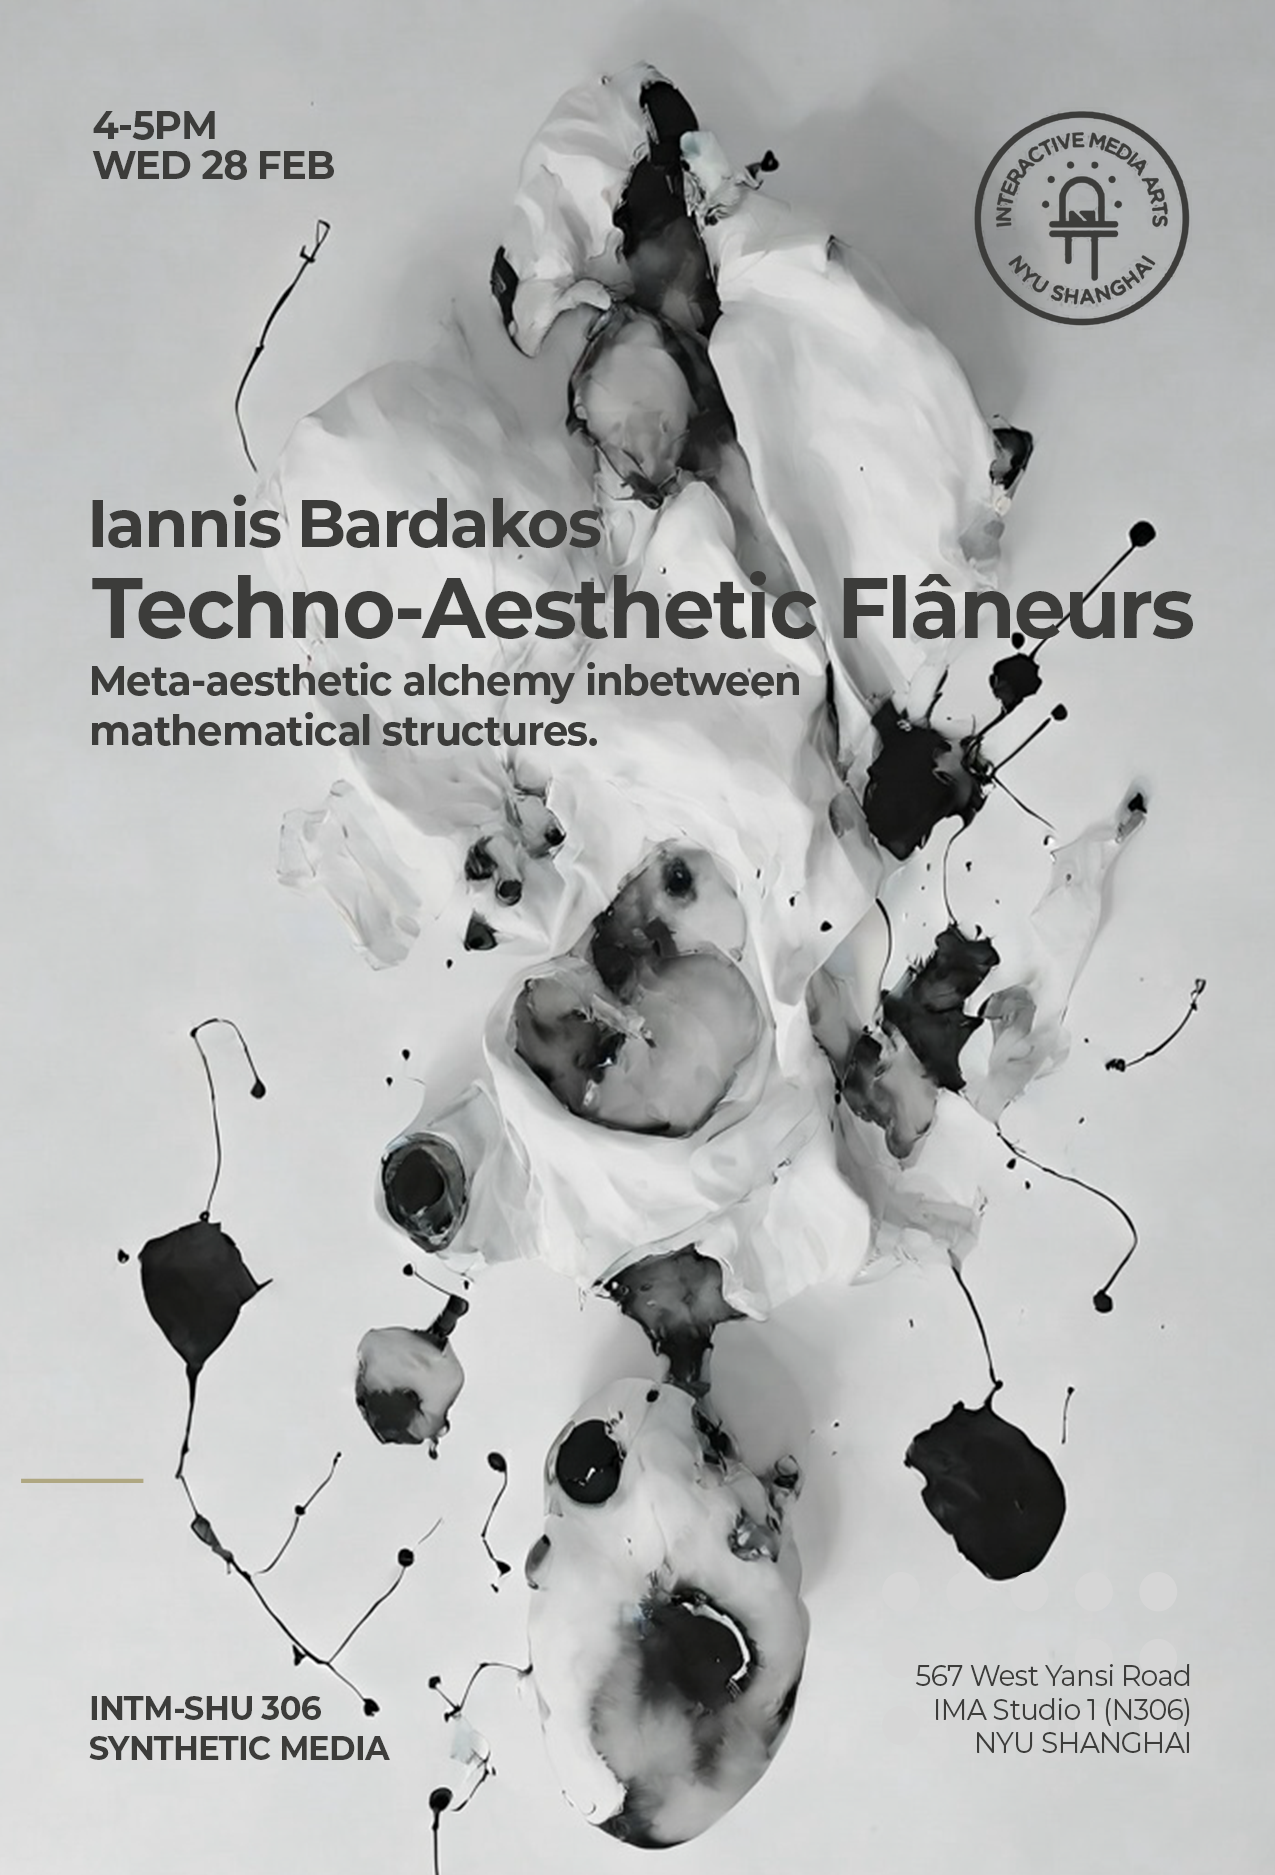 4-5PM
WED 28 FEB
INTERACTIVE MEDIA ARTS
NYU SHANGHAI
Iannis Bardakos
Techno-Aesthetic Flâneurs
Meta-aesthetic alchemy inbetween
mathematical structures.
INTM-SHU 306
SYNTHETIC MEDIA
567 West Yansi Road
IMA Studio 1 (N306)
NYU SHANGHAI